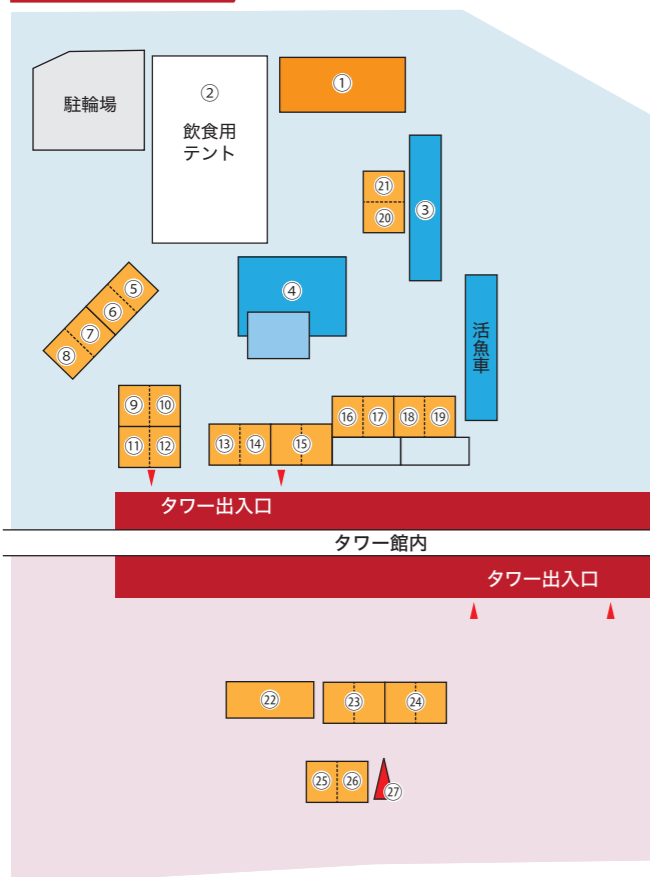 ①
駐輪場
②
飲食用
テント
㉑
⑳
③
④
⑤
⑥
⑦
⑧
活魚車
⑨ ⑩
⑪ ⑫
⑬ ⑭ ⑮
⑯ ⑰ ⑱ ⑲
タワー出入口
タワー館内
タワー出入口
㉒ ㉓ ㉔
㉕ ㉖ ㉗